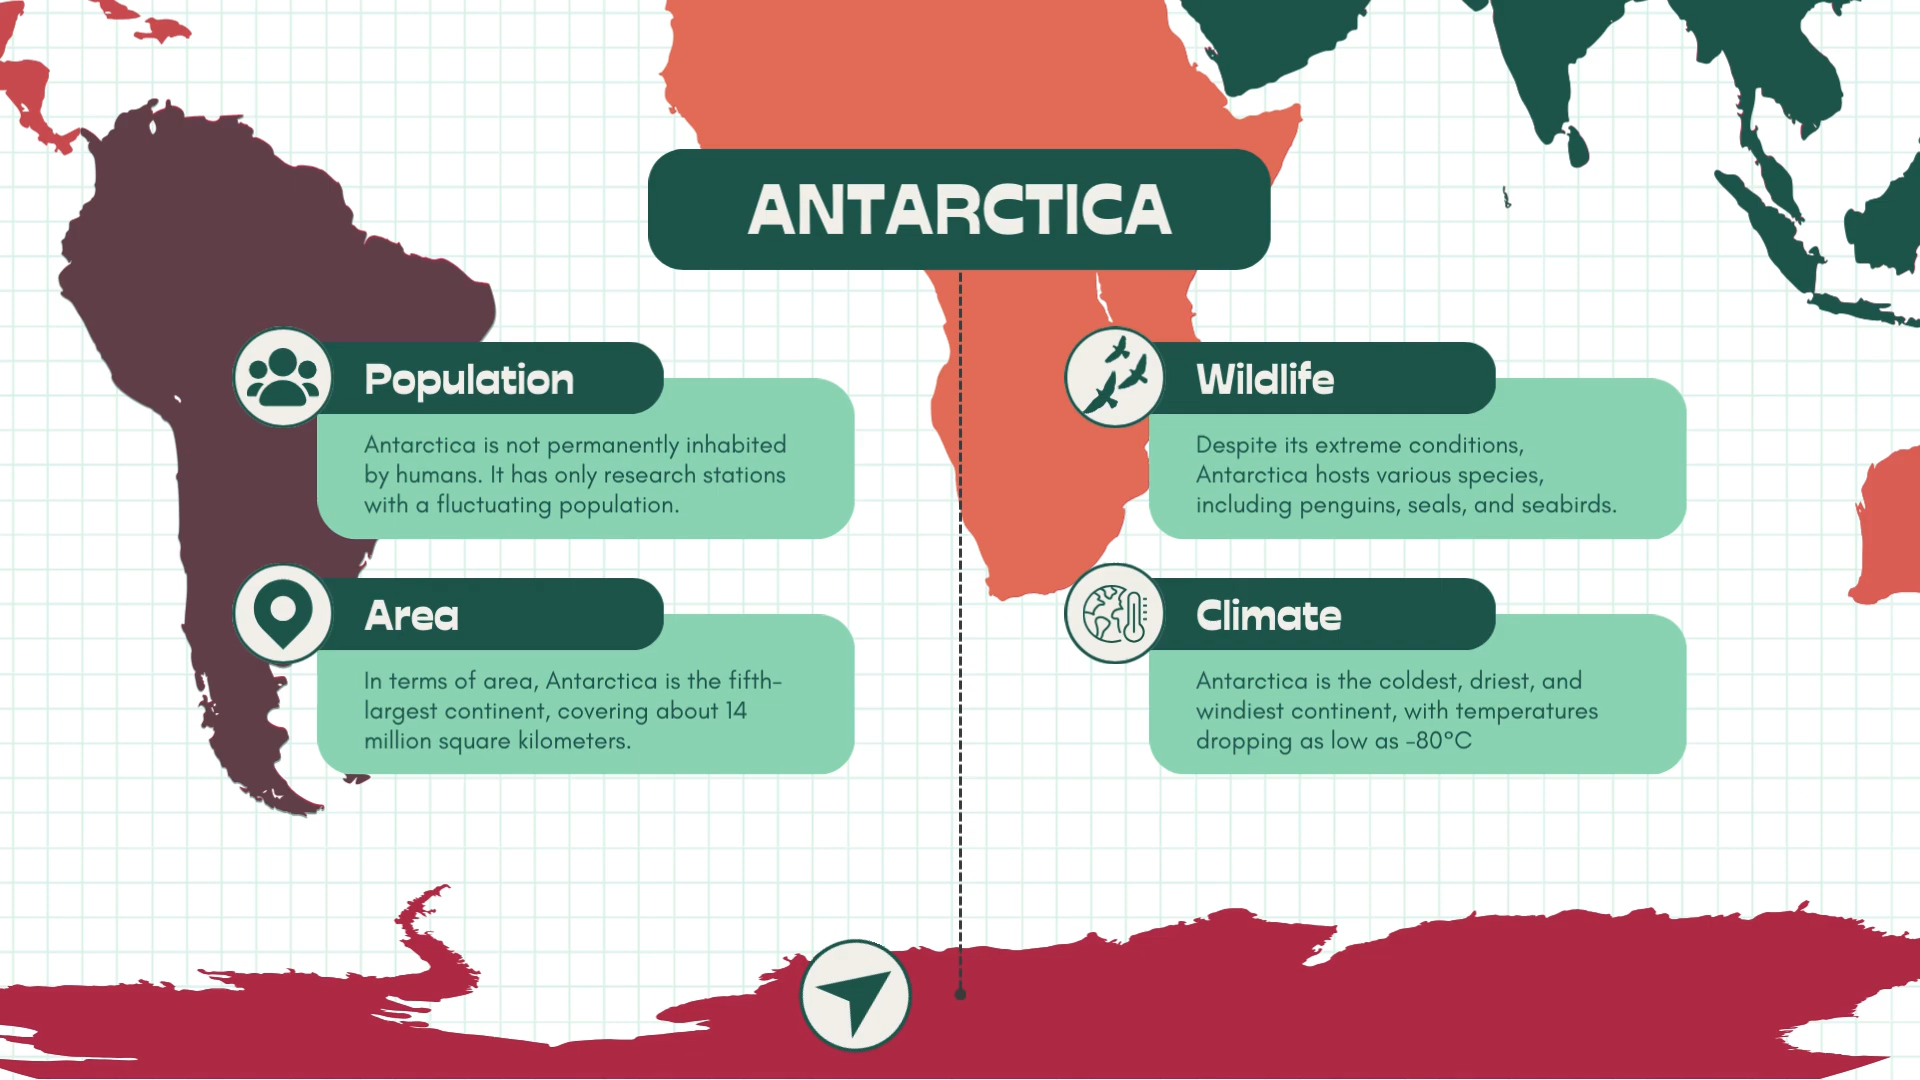 ANTARCTICA
Population
Antarctica is not permanently inhabited
by humans. It has only research stations
with a fluctuating population.
Wildlife
Despite its extreme conditions,
Antarctica hosts various species,
including penguins, seals, and seabirds.
Area
In terms of area, Antarctica is the fifth-
largest continent, covering about 14
million square kilometers.
Climate
Antarctica is the coldest, driest, and
windiest continent, with temperatures
dropping as low as -80°C